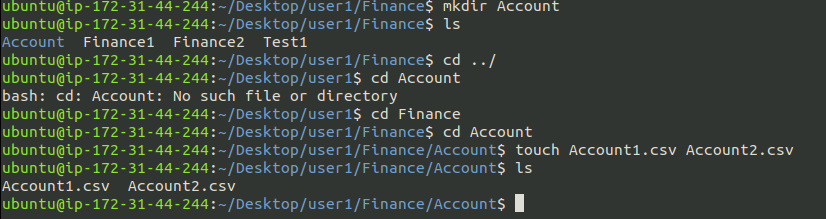 ubuntu@ip-172-31-44-244:~/Desktop/user1/Finance$ mkdir Account
ubuntu@ip-172-31-44-244:~/Desktop/user1/Finance$ ls
Account  Finance1  Finance2  Test1
ubuntu@ip-172-31-44-244:~/Desktop/user1/Finance$ cd ../
ubuntu@ip-172-31-44-244:~/Desktop/user1$ cd Account
bash: cd: Account: No such file or directory
ubuntu@ip-172-31-44-244:~/Desktop/user1$ cd Finance
ubuntu@ip-172-31-44-244:~/Desktop/user1/Finance$ cd Account
ubuntu@ip-172-31-44-244:~/Desktop/user1/Finance/Account$ touch Account1.csv Account2.csv
ubuntu@ip-172-31-44-244:~/Desktop/user1/Finance/Account$ ls
Account1.csv  Account2.csv
ubuntu@ip-172-31-44-244:~/Desktop/user1/Finance/Account$